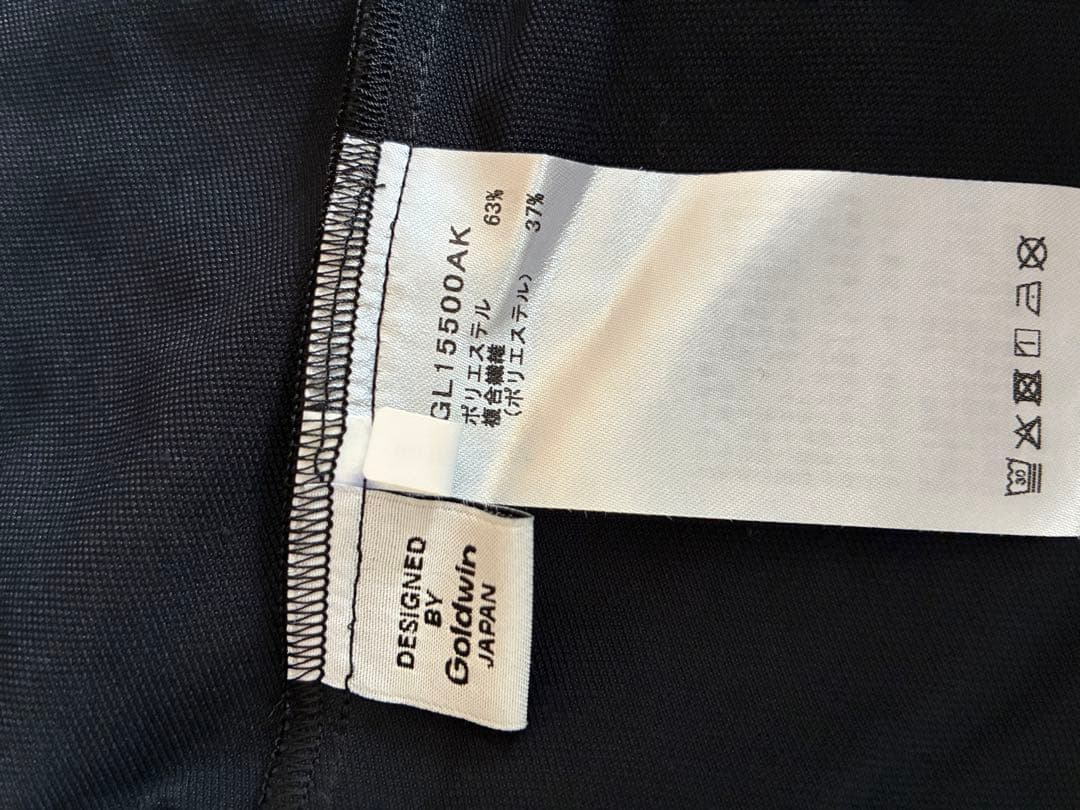 GL15500AK
ポリエステル 63%
複合繊維
(ポリエステル) 37%
30
DESIGNED
BY
Goldwin
JAPAN